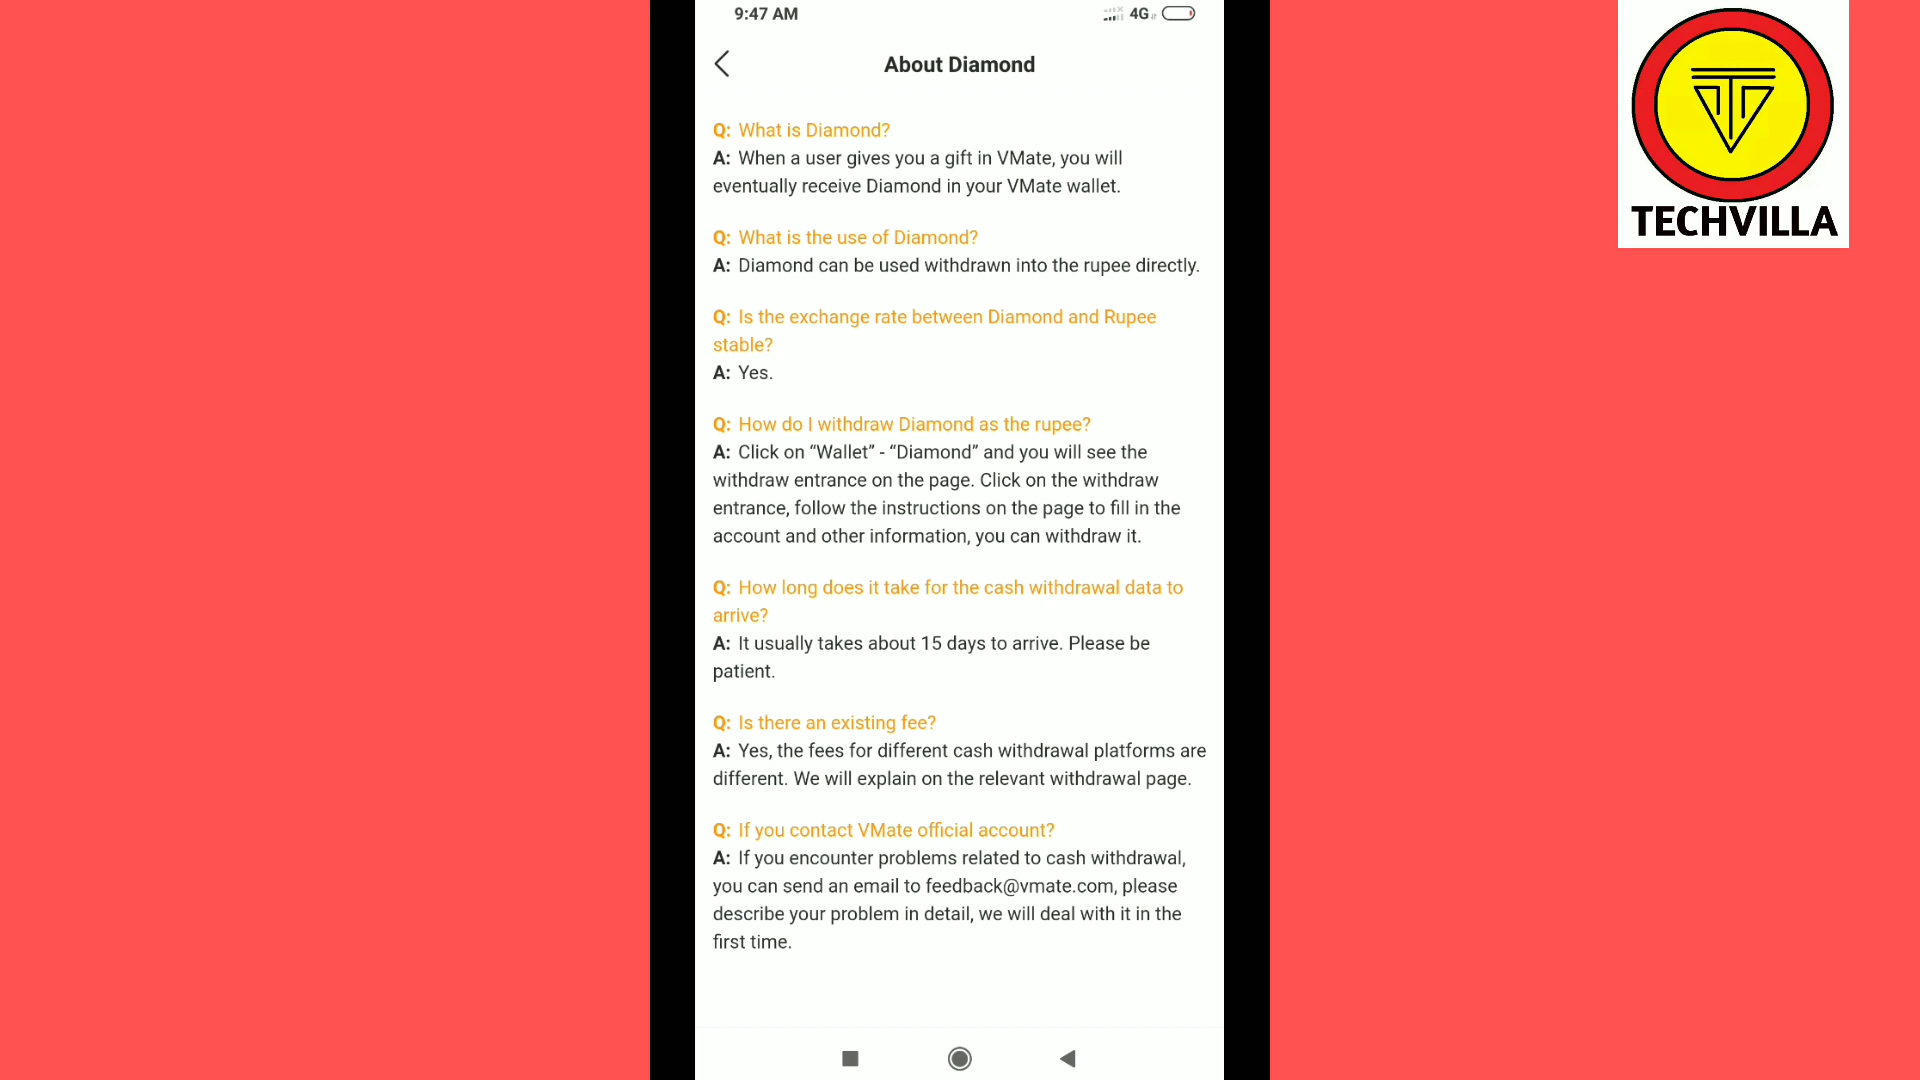 9:47 AM
4G
About Diamond
Q: What is Diamond?
A: When a user gives you a gift in VMate, you will
eventually receive Diamond in your VMate wallet.
Q: What is the use of Diamond?
A: Diamond can be used withdrawn into the rupee directly.
Q: Is the exchange rate between Diamond and Rupee
stable?
A: Yes.
Q: How do I withdraw Diamond as the rupee?
A: Click on “Wallet” - “Diamond” and you will see the
withdraw entrance on the page. Click on the withdraw
entrance, follow the instructions on the page to fill in the
account and other information, you can withdraw it.
Q: How long does it take for the cash withdrawal data to
arrive?
A: It usually takes about 15 days to arrive. Please be
patient.
Q: Is there an existing fee?
A: Yes, the fees for different cash withdrawal platforms are
different. We will explain on the relevant withdrawal page.
Q: If you contact VMate official account?
A: If you encounter problems related to cash withdrawal,
you can send an email to feedback@vmate.com, please
describe your problem in detail, we will deal with it in the
first time.
TECHVILLA